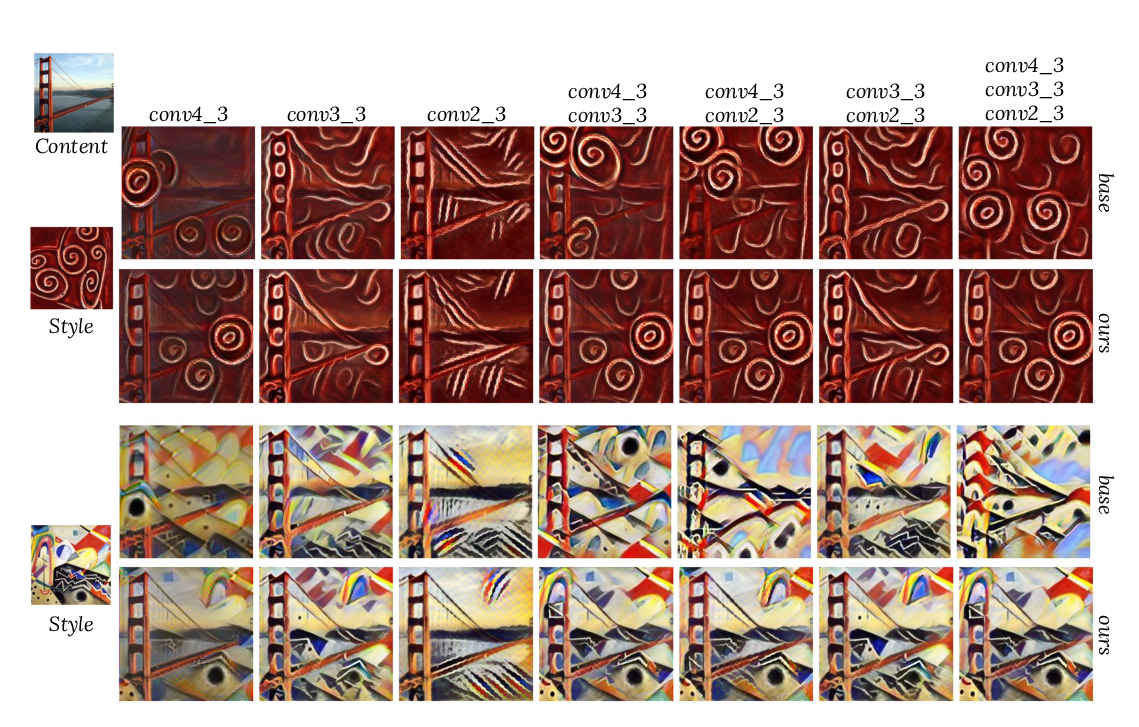 conv4_3
conv3_3
conv2_3
conv4_3
conv3_3
conv4_3
conv2_3
conv3_3
conv2_3
conv4_3
conv3_3
conv2_3
Content
base
Style
ours
base
Style
ours